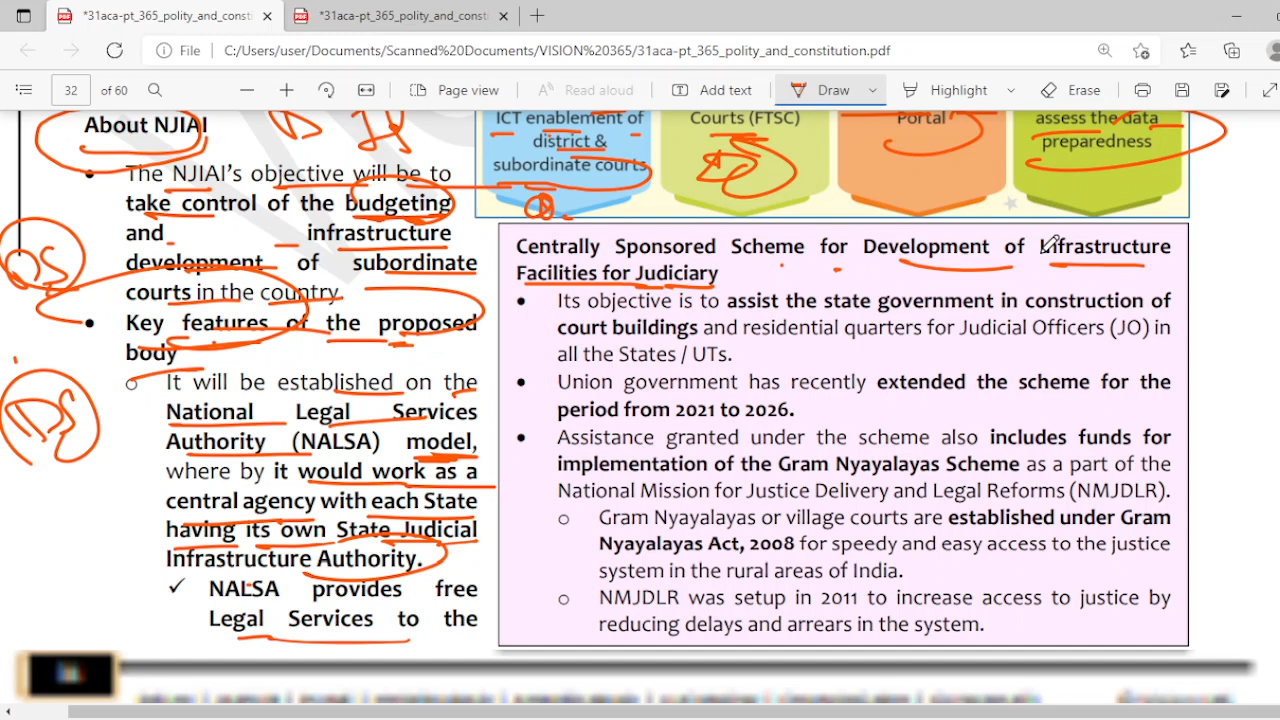 *31aca-pt_365_polity_and_const
*31aca-pt_365_polity_and_const
File
C:/Users/user/Documents/Scanned%20Documents/VISION%20365/31aca-pt_365_polity_and_constitution.pdf
32 of 60
Page view
Read aloud
Add text
Draw
Highlight
Erase
About NJIAI
The NJIAI's objective will be to
take control of the budgeting
and infrastructure
development of subordinate
courts in the country.
Key features of the proposed
body
It will be established on the
National Legal Services
Authority (NALSA) model,
where by it would work as a
central agency with each State
having its own State Judicial
Infrastructure Authority.
NALSA provides free
Legal Services to the
ICT enablement of
district &
subordinate courts
Courts (FTSC)
Portal
assess the data
preparedness
Centrally Sponsored Scheme for Development of Infrastructure
Facilities for Judiciary
Its objective is to assist the state government in construction of
court buildings and residential quarters for Judicial Officers (JO) in
all the States / UTs.
Union government has recently extended the scheme for the
period from 2021 to 2026.
Assistance granted under the scheme also includes funds for
implementation of the Gram Nyayalayas Scheme as a part of the
National Mission for Justice Delivery and Legal Reforms (NMJDLR).
Gram Nyayalayas or village courts are established under Gram
Nyayalayas Act, 2008 for speedy and easy access to the justice
system in the rural areas of India.
NMJDLR was setup in 2011 to increase access to justice by
reducing delays and arrears in the system.